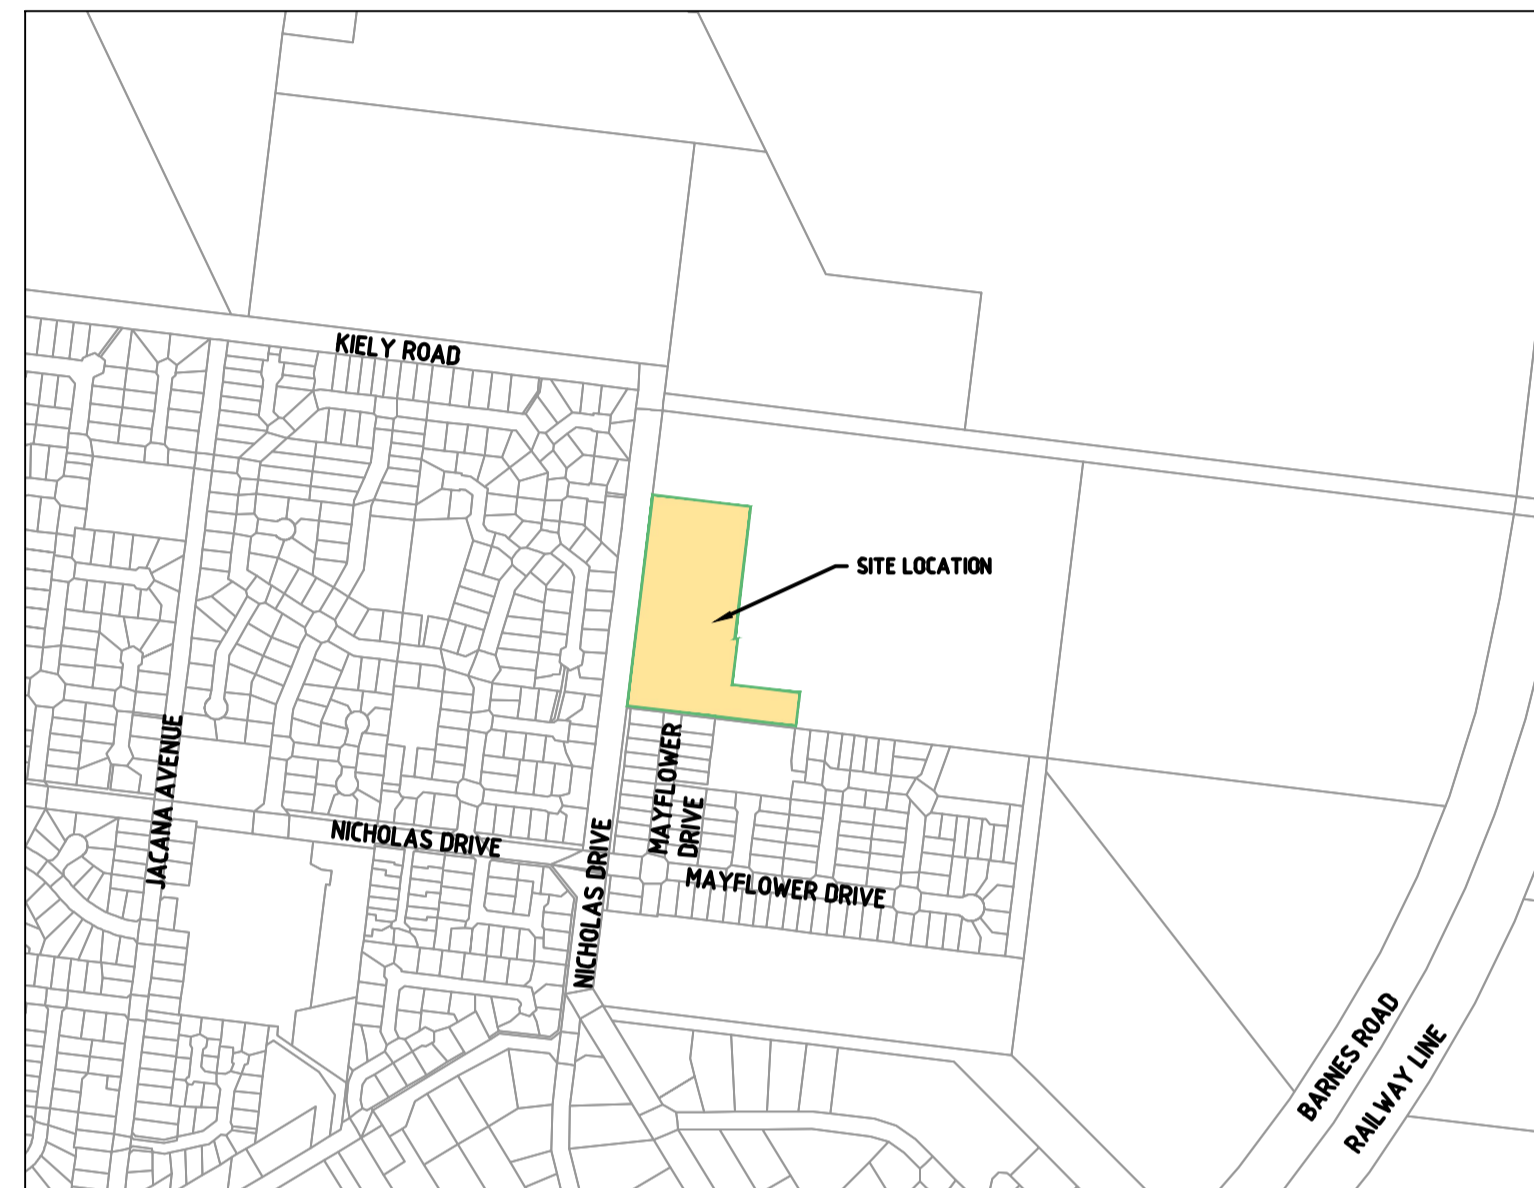 KIELY ROAD
SITE LOCATION
JACANA AVENUE
MAYFLOWER
DRIVE
NICHOLAS DRIVE
NICHOLAS DRIVE
MAYFLOWER DRIVE
BARNES ROAD
RAILWAY LINE